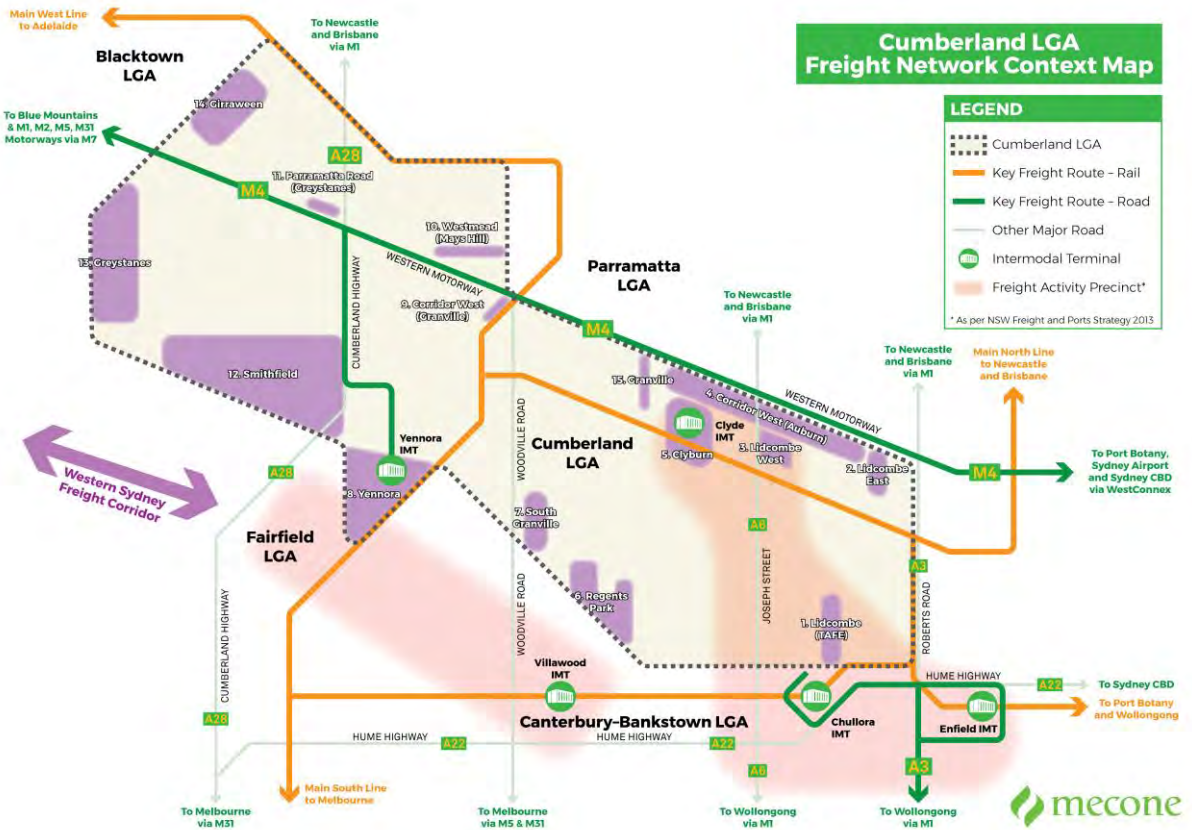 Main West Line
to Adelaide
To Newcastle
and Brisbane
via M1
Blacktown
LGA
Cumberland LGA
Freight Network Context Map
LEGEND
Cumberland LGA
Key Freight Route – Rail
Key Freight Route – Road
Other Major Road
Intermodal Terminal
Freight Activity Precinct*
* As per NSW Freight and Ports Strategy 2013
14. Girraween
To Blue Mountains
& M1, M2, M5, M31
Motorways via M7
A28
11. Parramatta Road
(Greystanes)
M4
10. Westmead
(Mays Hill)
13. Greystanes
CUMBERLAND HIGHWAY
WESTERN MOTORWAY
Parramatta
LGA
9. Corridor West
(Granville)
M4
To Newcastle
and Brisbane
via M1
To Newcastle
and Brisbane
via M1
Main North Line
to Newcastle
and Brisbane
12. Smithfield
15. Granville
4. Corridor West (Auburn)
WESTERN MOTORWAY
WOODVILLE ROAD
Yennora
IMT
Cumberland
LGA
Clyde
IMT
3. Lidcombe
West
5. Clyburn
2. Lidcombe
East
M4
To Port Botany,
Sydney Airport
and Sydney CBD
via WestConnex
Western Sydney
Freight Corridor
A28
8. Yennora
7. South
Granville
A6
Fairfield
LGA
A3
JOSEPH STREET
ROBERTS ROAD
WOODVILLE ROAD
6. Regents
Park
1. Lidcombe
(TAFE)
CUMBERLAND HIGHWAY
Villawood
IMT
HUME HIGHWAY
A22
To Sydney CBD
A28
Canterbury–Bankstown LGA
Chullora
IMT
Enfield IMT
To Port Botany
and Wollongong
HUME HIGHWAY
A22
HUME HIGHWAY
A22
A6
A3
Main South Line
to Melbourne
To Melbourne
via M31
To Melbourne
via M5 & M31
To Wollongong
via M1
To Wollongong
via M1
mecone